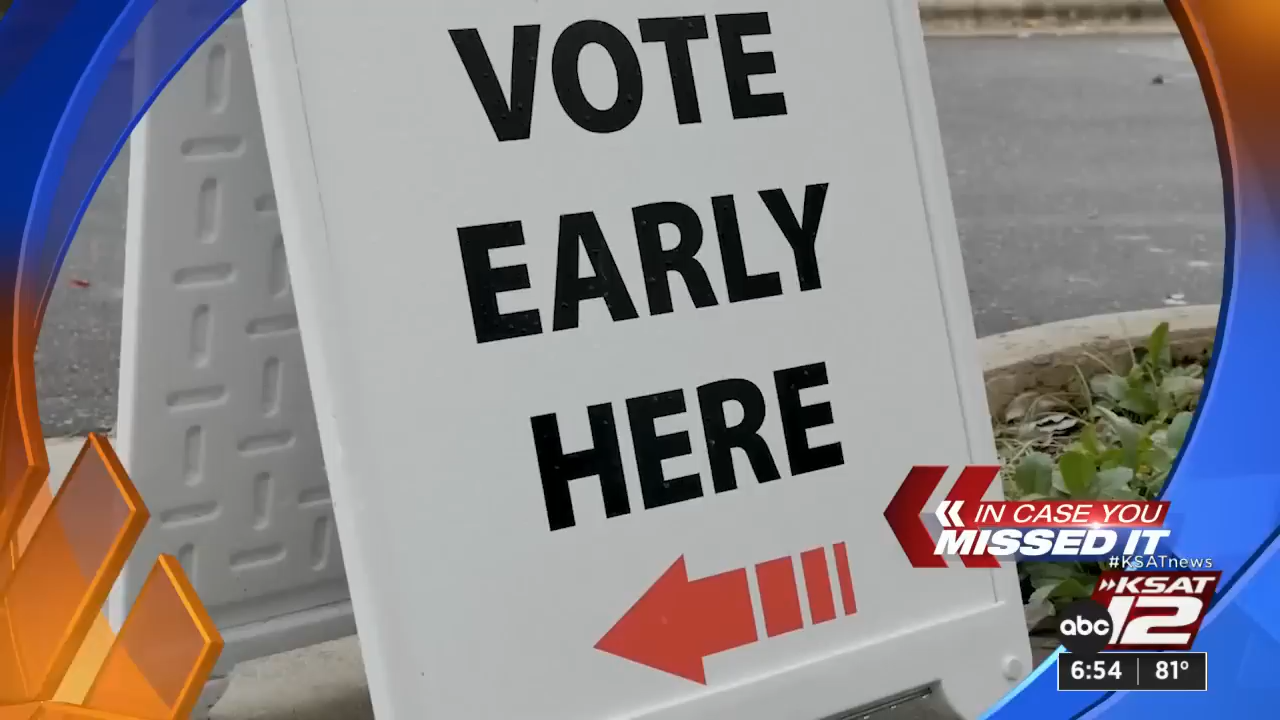 VOTE
EARLY
HERE
IN CASE YOU
MISSED IT
#KSATnews
KSAT
abc 12
6:54 81°